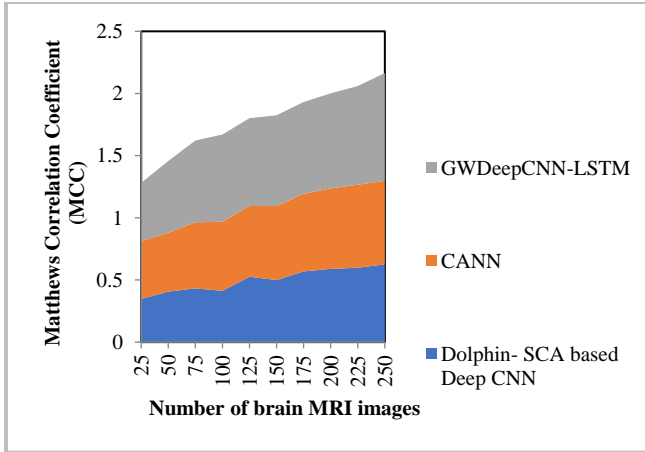 Matthews Correlation Coefficient
(MCC)
2.5
2
1.5
1
0.5
0
25
50
75
100
125
150
175
200
225
250
Number of brain MRI images
GWDeepCNN-LSTM
CANN
Dolphin- SCA based
Deep CNN